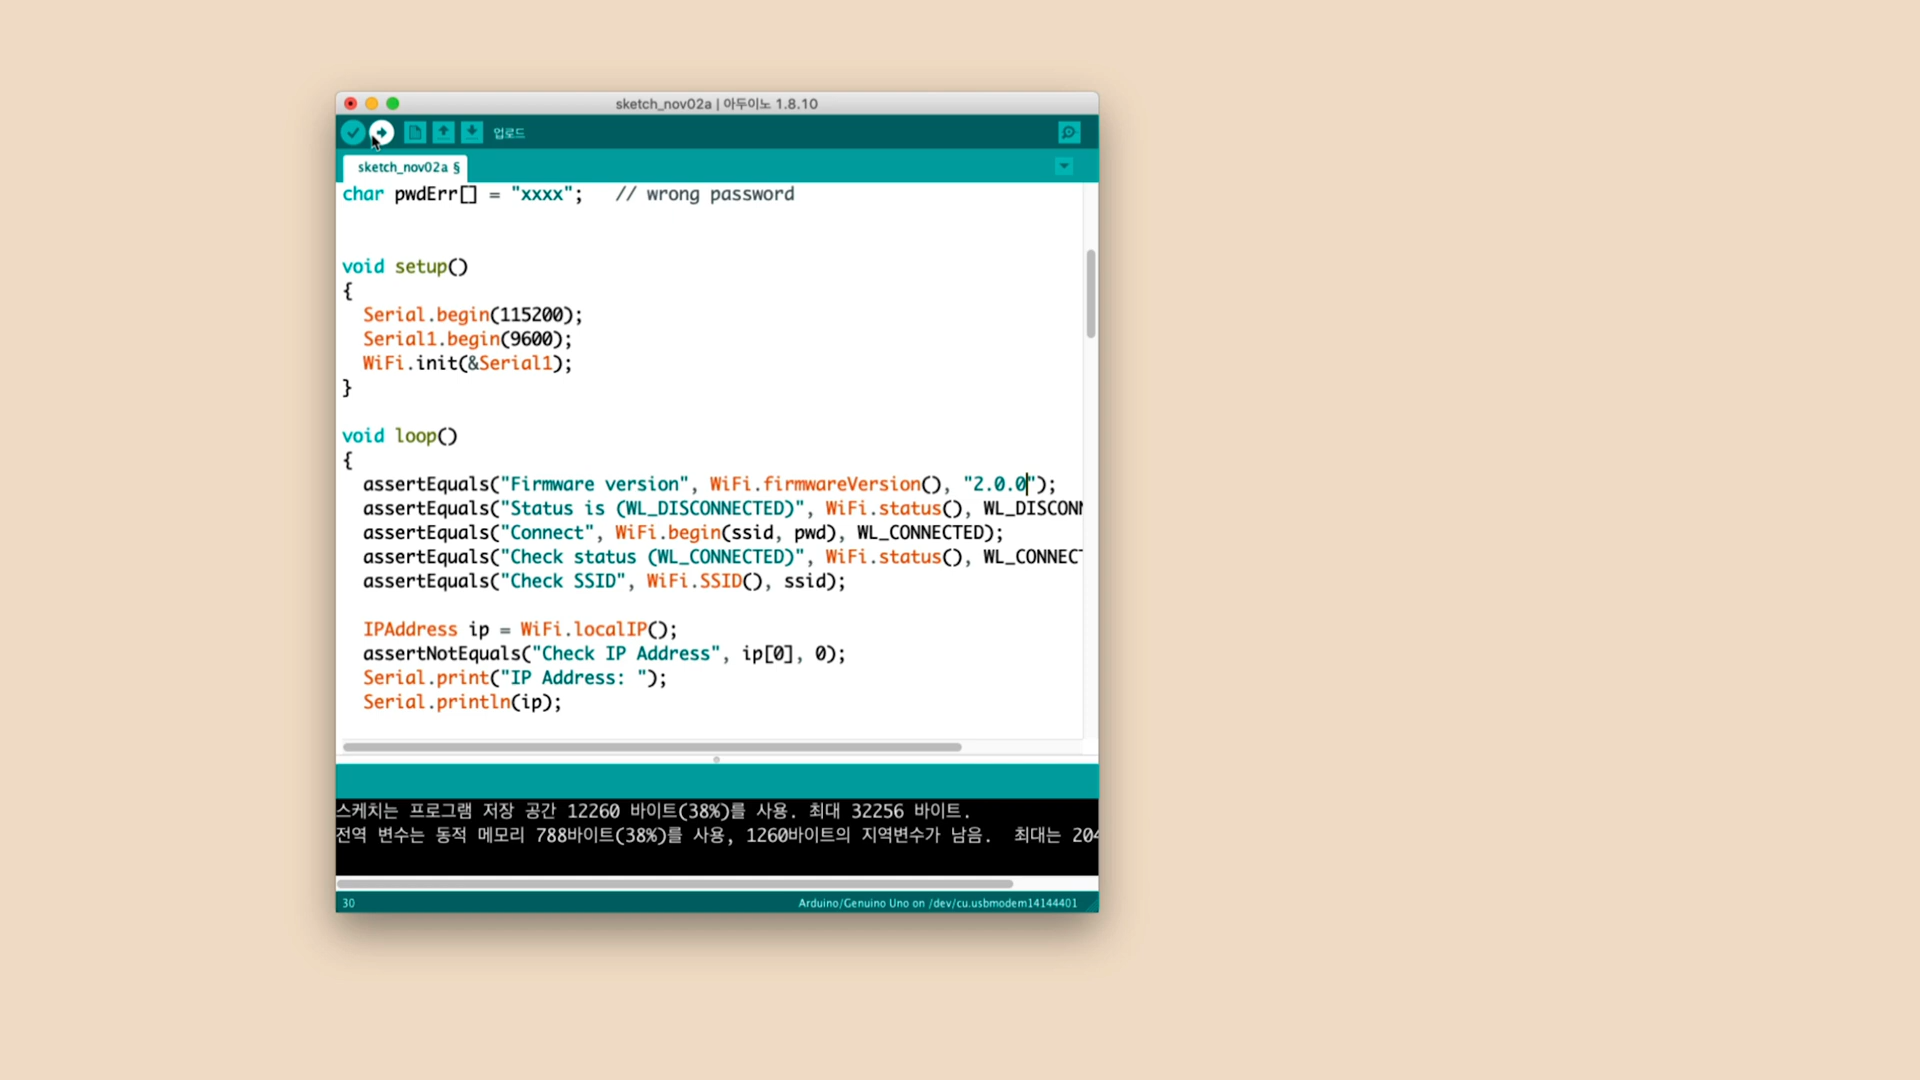 sketch_nov02a | 아두이노 1.8.10
업로드
sketch_nov02a §
char pwdErr[] = "xxxx";   // wrong password
void setup()
{
  Serial.begin(115200);
  Serial1.begin(9600);
  WiFi.init(&Serial1);
}
void loop()
{
  assertEquals("Firmware version", WiFi.firmwareVersion(), "2.0.0");
  assertEquals("Status is (WL_DISCONNECTED)", WiFi.status(), WL_DISCONN
  assertEquals("Connect", WiFi.begin(ssid, pwd), WL_CONNECTED);
  assertEquals("Check status (WL_CONNECTED)", WiFi.status(), WL_CONNECT
  assertEquals("Check SSID", WiFi.SSID(), ssid);
  IPAddress ip = WiFi.localIP();
  assertNotEquals("Check IP Address", ip[0], 0);
  Serial.print("IP Address: ");
  Serial.println(ip);
스케치는 프로그램 저장 공간 12260 바이트(38%)를 사용. 최대 32256 바이트.
전역 변수는 동적 메모리 788바이트(38%)를 사용, 1260바이트의 지역변수가 남음.  최대는 204
30
Arduino/Genuino Uno on /dev/cu.usbmodem14144401